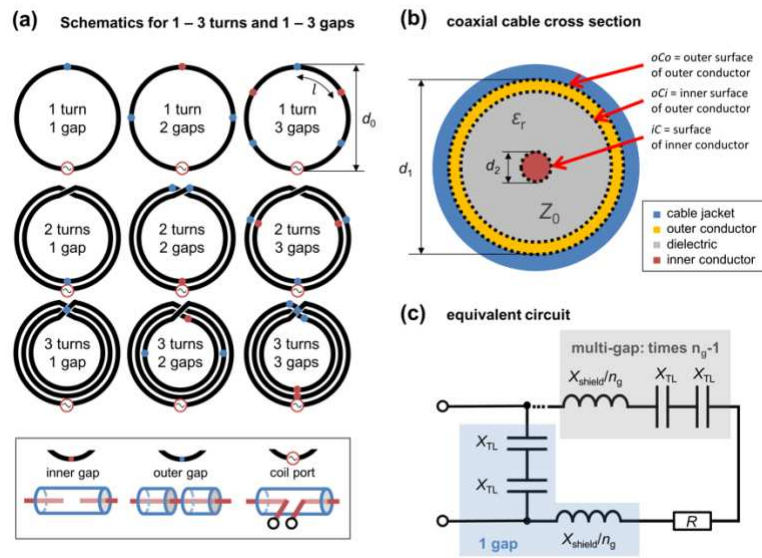 (a) Schematics for 1 – 3 turns and 1 – 3 gaps
1 turn
1 gap
1 turn
2 gaps
l
1 turn
3 gaps
d0
2 turns
1 gap
2 turns
2 gaps
2 turns
3 gaps
3 turns
1 gap
3 turns
2 gaps
3 turns
3 gaps
inner gap
outer gap
coil port
(b) coaxial cable cross section
oCo = outer surface
of outer conductor
oCi = inner surface
of outer conductor
iC = surface
of inner conductor
εr
d1
d2
Z0
cable jacket
outer conductor
dielectric
inner conductor
(c) equivalent circuit
multi-gap: times ng-1
Xshield/ng
XTL
XTL
XTL
XTL
1 gap
Xshield/ng
R